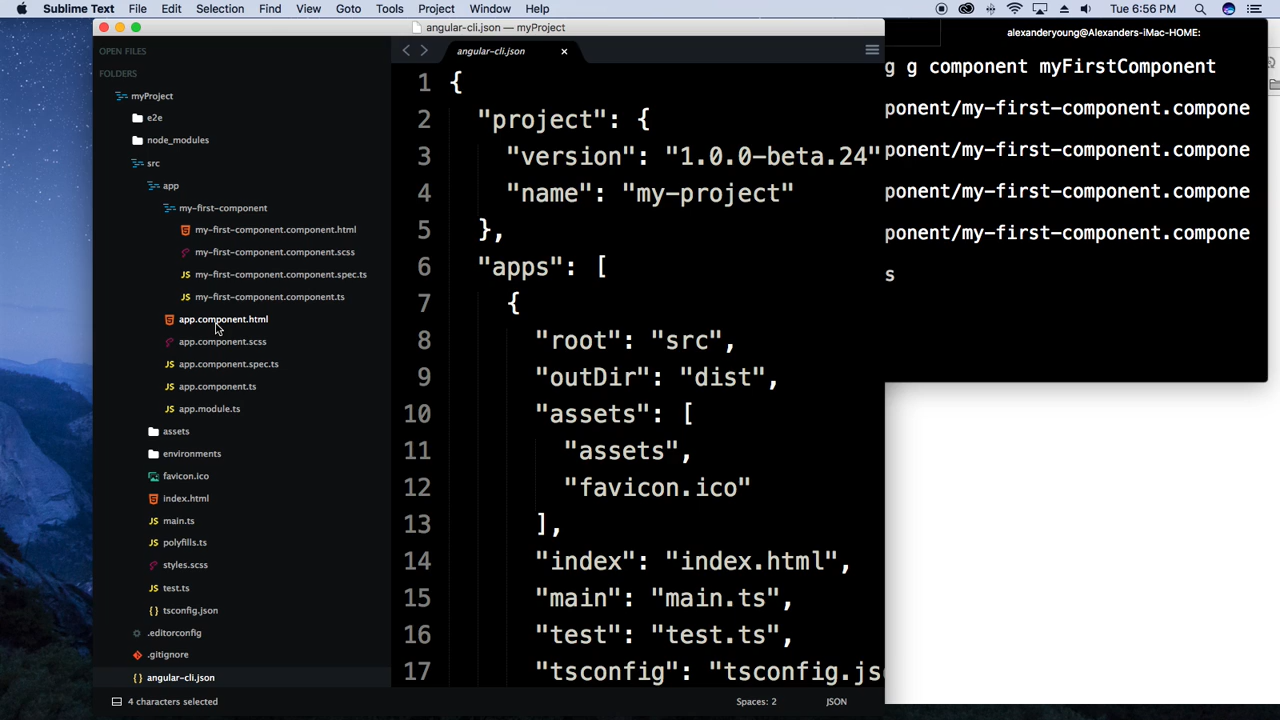 Sublime Text File Edit Selection Find View Goto Tools Project Window Help Tue 6:56 PM
angular-cli.json — myProject
alexanderyoung@Alexanders-iMac-HOME:
OPEN FILES
FOLDERS
myProject
e2e
node_modules
src
app
my-first-component
my-first-component.component.html
my-first-component.component.scss
my-first-component.component.spec.ts
my-first-component.component.ts
app.component.html
app.component.scss
app.component.spec.ts
app.component.ts
app.module.ts
assets
environments
favicon.ico
index.html
main.ts
polyfills.ts
styles.scss
test.ts
tsconfig.json
.editorconfig
.gitignore
angular-cli.json
angular-cli.json ×
1 {
2 "project": {
3 "version": "1.0.0-beta.24"
4 "name": "my-project"
5 },
6 "apps": [
7 {
8 "root": "src",
9 "outDir": "dist",
10 "assets": [
11 "assets",
12 "favicon.ico"
13 ],
14 "index": "index.html",
15 "main": "main.ts",
16 "test": "test.ts",
17 "tsconfig": "tsconfig.js
g g component myFirstComponent
ponent/my-first-component.compone
ponent/my-first-component.compone
ponent/my-first-component.compone
ponent/my-first-component.compone
s
4 characters selected
Spaces: 2
JSON